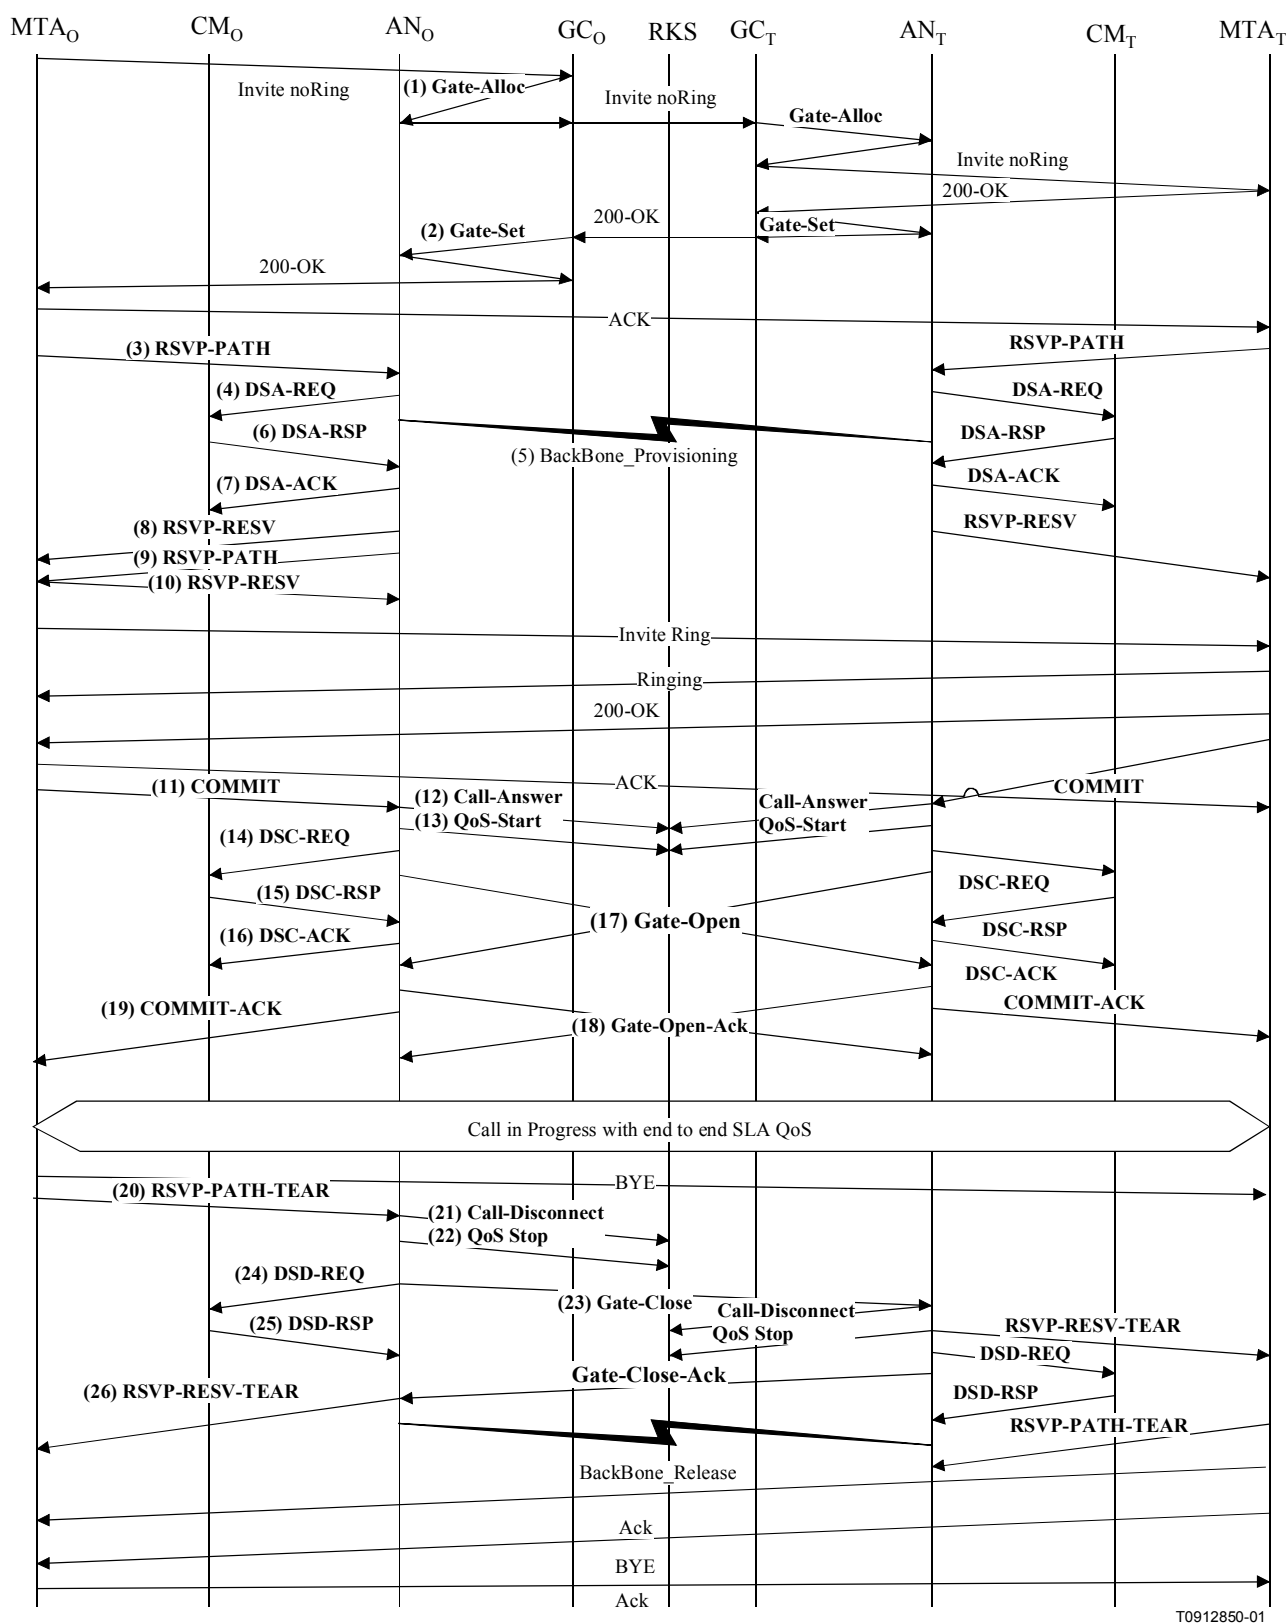 MTAO CMO ANO GCO RKS GCT ANT CMT MTAT
Invite noRing
(1) Gate-Alloc
Invite noRing
Gate-Alloc
Invite noRing
200-OK
200-OK
(2) Gate-Set
Gate-Set
200-OK
ACK
(3) RSVP-PATH
RSVP-PATH
(4) DSA-REQ
DSA-REQ
(6) DSA-RSP
DSA-RSP
(5) BackBone_Provisioning
(7) DSA-ACK
DSA-ACK
(8) RSVP-RESV
RSVP-RESV
(9) RSVP-PATH
(10) RSVP-RESV
Invite Ring
Ringing
200-OK
ACK
(11) COMMIT
COMMIT
(12) Call-Answer
Call-Answer
(13) QoS-Start
QoS-Start
(14) DSC-REQ
DSC-REQ
(15) DSC-RSP
(17) Gate-Open
DSC-RSP
(16) DSC-ACK
DSC-ACK
(19) COMMIT-ACK
COMMIT-ACK
(18) Gate-Open-Ack
Call in Progress with end to end SLA QoS
BYE
(20) RSVP-PATH-TEAR
(21) Call-Disconnect
(22) QoS Stop
(24) DSD-REQ
(23) Gate-Close
Call-Disconnect
(25) DSD-RSP
QoS Stop
RSVP-RESV-TEAR
DSD-REQ
Gate-Close-Ack
(26) RSVP-RESV-TEAR
DSD-RSP
RSVP-PATH-TEAR
BackBone_Release
Ack
BYE
Ack
T0912850-01